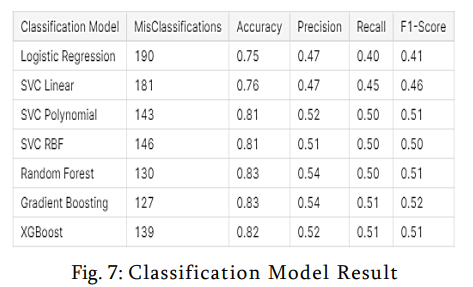 Classification Model MisClassifications Accuracy Precision Recall F1-Score
Logistic Regression 190 0.75 0.47 0.40 0.41
SVC Linear 181 0.76 0.47 0.45 0.46
SVC Polynomial 143 0.81 0.52 0.50 0.51
SVC RBF 146 0.81 0.51 0.50 0.50
Random Forest 130 0.83 0.54 0.50 0.51
Gradient Boosting 127 0.83 0.54 0.51 0.52
XGBoost 139 0.82 0.52 0.51 0.51
Fig. 7: Classification Model Result